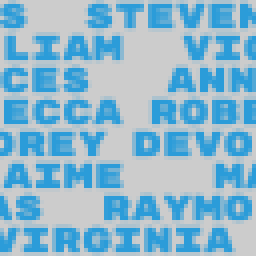 S STEVEN
LIAM VIC
CES ANN
ECCA ROBE
OREY DEVO
AIME MA
AS RAYMO
VIRGINIA